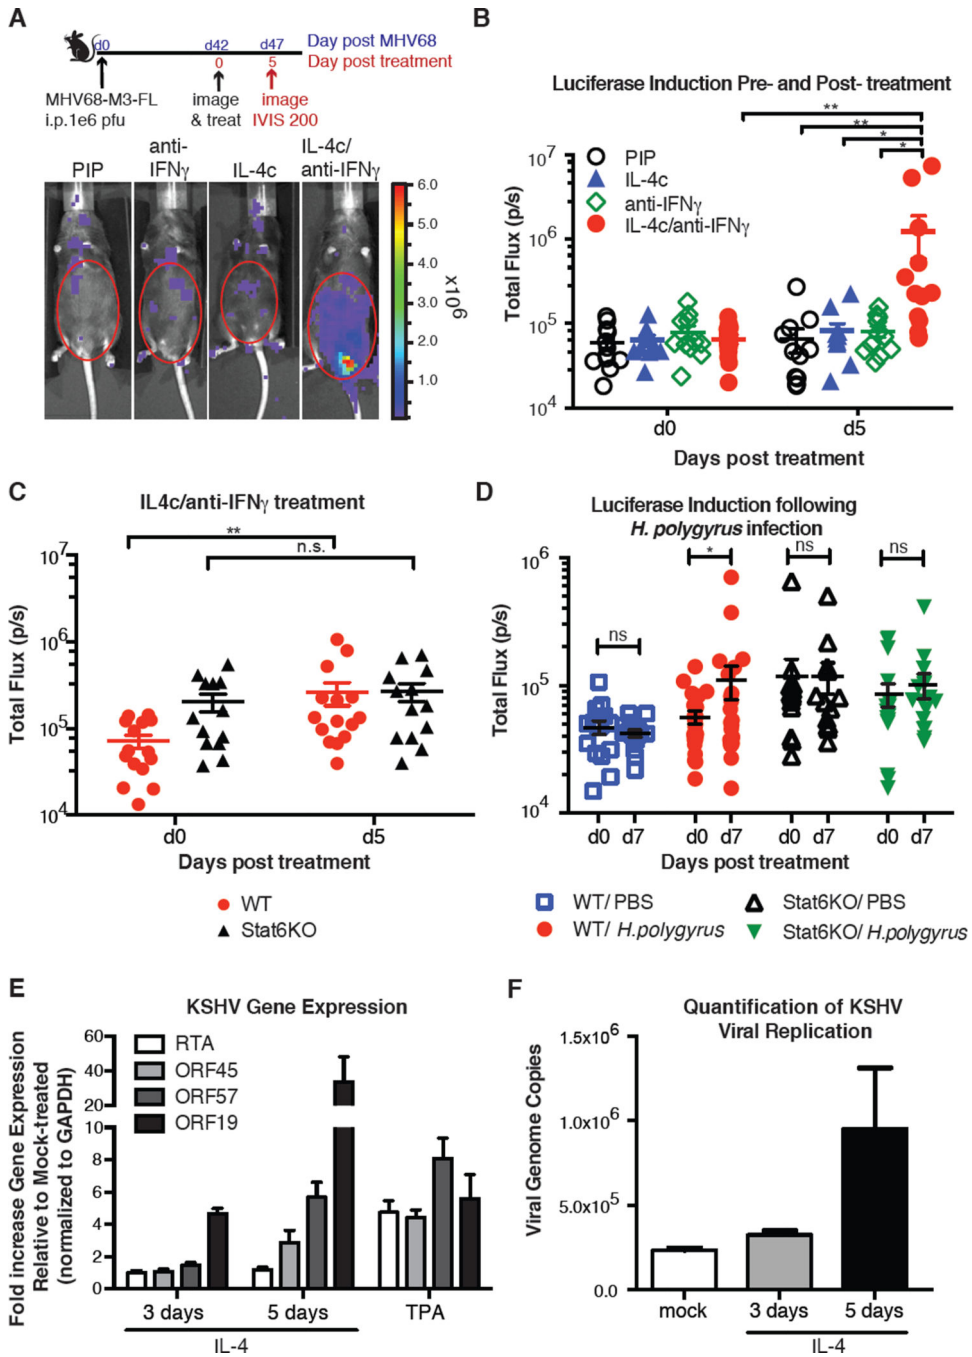 A
d0
d42
d47
Day post MHV68
0
5
Day post treatment
MHV68-M3-FL
i.p.1e6 pfu
image
& treat
image
IVIS 200
PIP
anti-
IFNγ
IL-4c
IL-4c/
anti-IFNγ
6.0
5.0
4.0
3.0
2.0
1.0
x10⁶
B
Luciferase Induction Pre- and Post- treatment
**
**
*
*
PIP
IL-4c
anti-IFNγ
IL-4c/anti-IFNγ
Total Flux (p/s)
10⁷
10⁶
10⁵
10⁴
d0
d5
Days post treatment
C
IL4c/anti-IFNγ treatment
**
n.s.
Total Flux (p/s)
10⁷
10⁶
10⁵
10⁴
d0
d5
Days post treatment
WT
Stat6KO
D
Luciferase Induction following
H. polygyrus infection
ns
*
ns
ns
Total Flux (p/s)
10⁶
10⁵
10⁴
d0 d7 d0 d7 d0 d7 d0 d7
Days post treatment
WT/ PBS
WT/ H.polygyrus
Stat6KO/ PBS
Stat6KO/ H.polygyrus
E
KSHV Gene Expression
RTA
ORF45
ORF57
ORF19
Fold increase Gene Expression
Relative to Mock-treated
(normalized to GAPDH)
60
40
20
10
8
6
4
2
0
3 days
5 days
TPA
IL-4
F
Quantification of KSHV
Viral Replication
Viral Genome Copies
1.5x10⁶
1.0x10⁶
5.0x10⁵
0.0
mock
3 days
5 days
IL-4